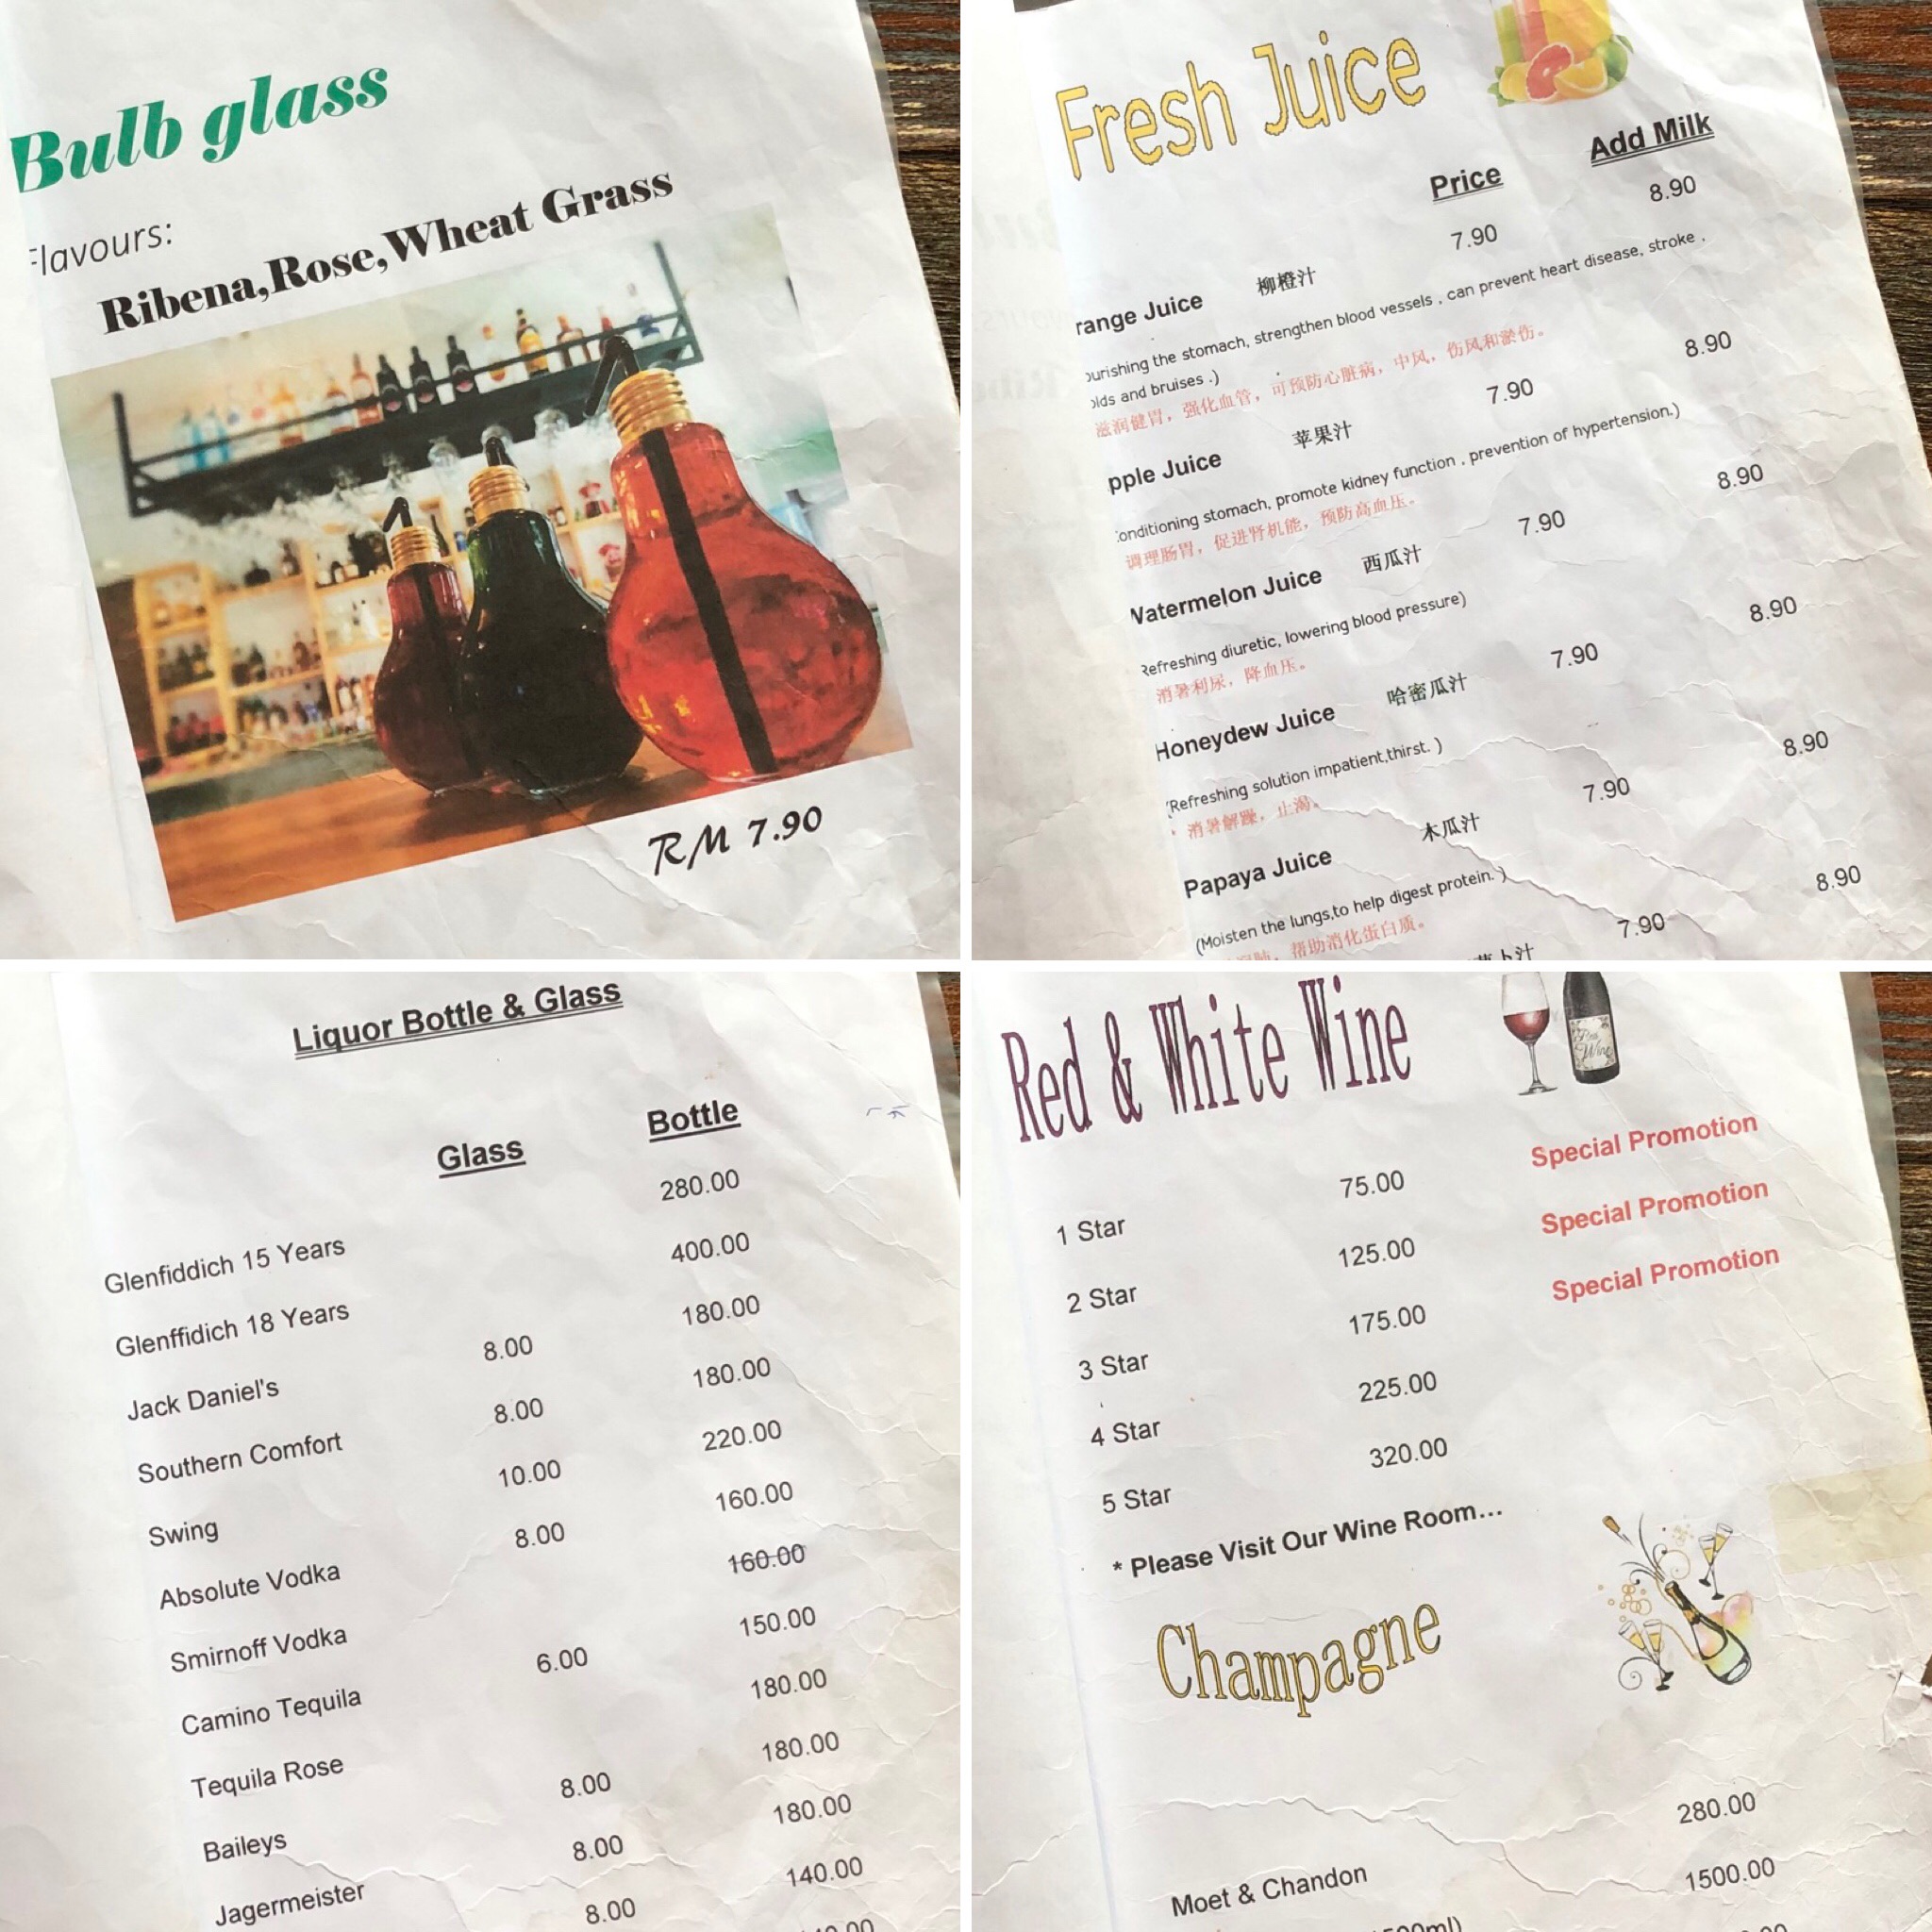 Bulb glass
Flavours:
Ribena,Rose,Wheat Grass
RM 7.90
Fresh Juice
Price Add Milk
range Juice 柳橙汁 7.90 8.90
ourishing the stomach, strengthen blood vessels , can prevent heart disease, stroke ,
olds and bruises .)
滋润健胃，强化血管，可预防心脏病，中风，伤风和淤伤。
pple Juice 苹果汁 7.90 8.90
onditioning stomach, promote kidney function , prevention of hypertension.)
调理肠胃，促进肾机能，预防高血压。
Watermelon Juice 西瓜汁 7.90 8.90
Refreshing diuretic, lowering blood pressure)
消暑利尿，降血压。
Honeydew Juice 哈密瓜汁 7.90 8.90
(Refreshing solution impatient,thirst. )
消暑解躁，止渴。
Papaya Juice 木瓜汁 7.90 8.90
(Moisten the lungs,to help digest protein. )
帮助消化蛋白质。
卜汁 7.90 8.90
Liquor Bottle & Glass
Glass Bottle
Glenfiddich 15 Years 280.00
Glenffidich 18 Years 400.00
Jack Daniel's 8.00 180.00
Southern Comfort 8.00 180.00
Swing 10.00 220.00
Absolute Vodka 8.00 160.00
Smirnoff Vodka 160.00
Camino Tequila 6.00 150.00
Tequila Rose 180.00
Baileys 8.00 180.00
Jagermeister 8.00 180.00
8.00 140.00
Red & White Wine
1 Star 75.00 Special Promotion
2 Star 125.00 Special Promotion
3 Star 175.00 Special Promotion
4 Star 225.00
5 Star 320.00
* Please Visit Our Wine Room...
Champagne
Moet & Chandon 280.00
1500.00